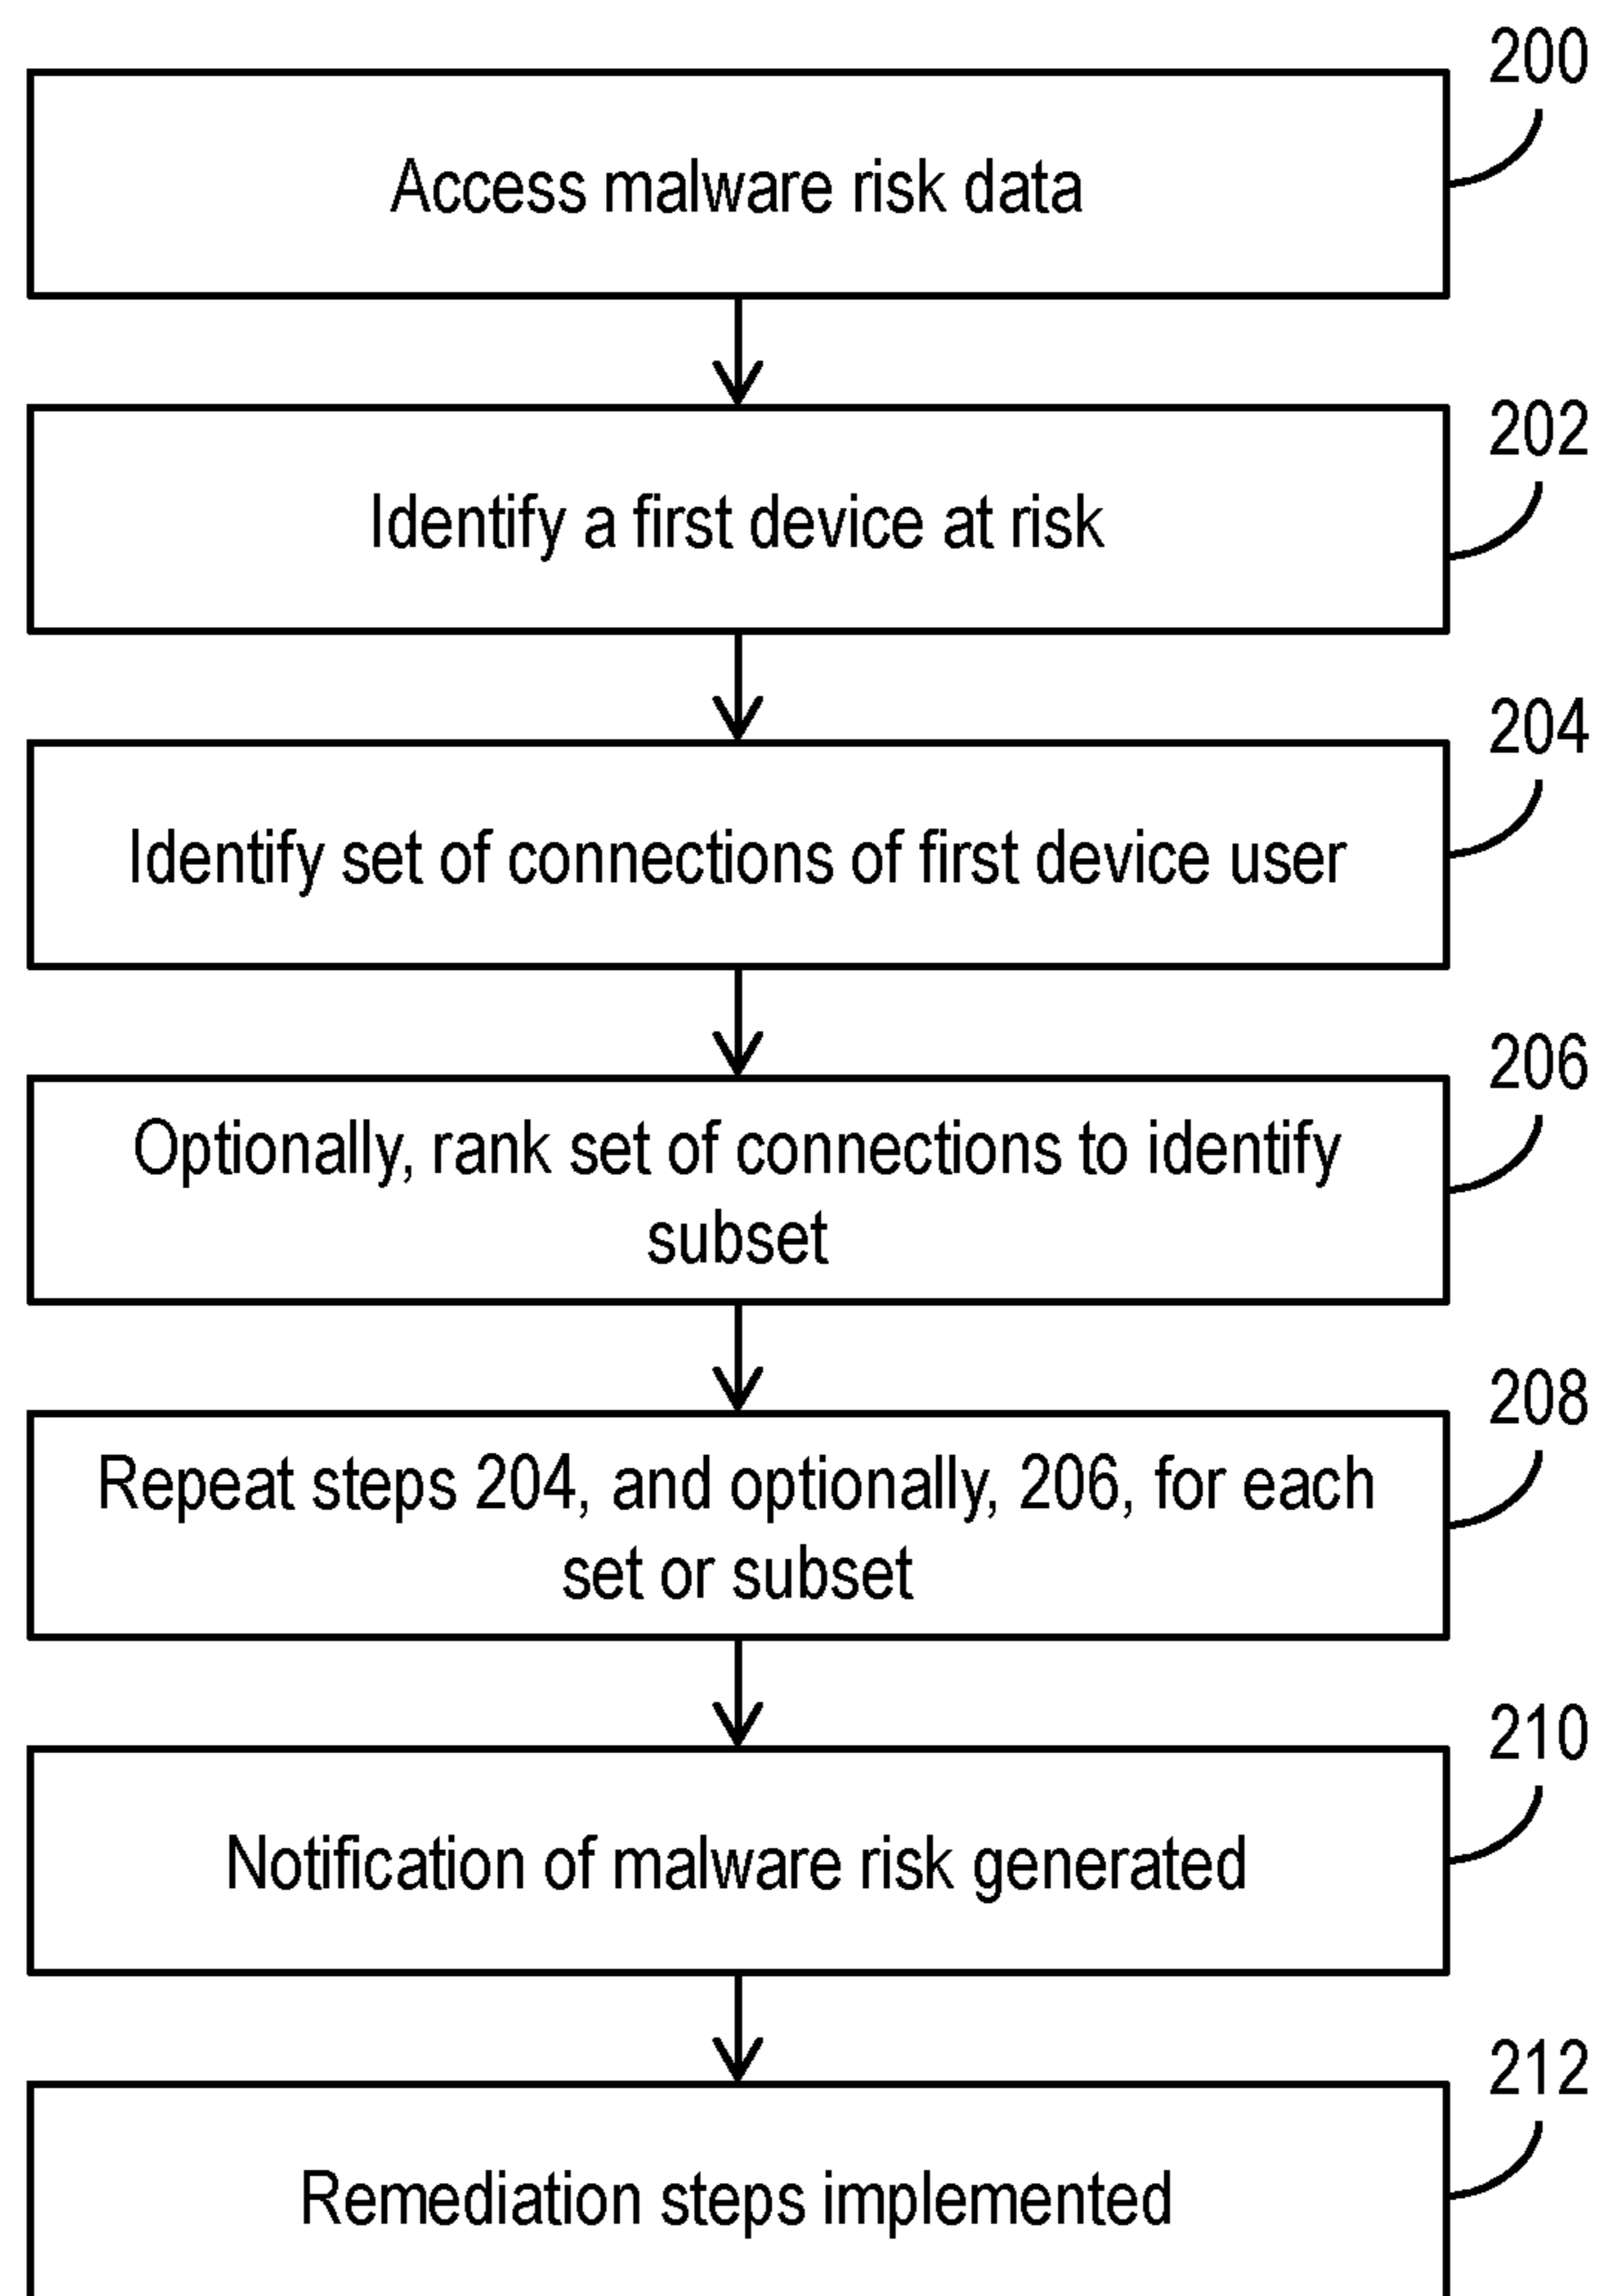 200
Access malware risk data
202
Identify a first device at risk
204
Identify set of connections of first device user
206
Optionally, rank set of connections to identify
subset
208
Repeat steps 204, and optionally, 206, for each
set or subset
210
Notification of malware risk generated
212
Remediation steps implemented